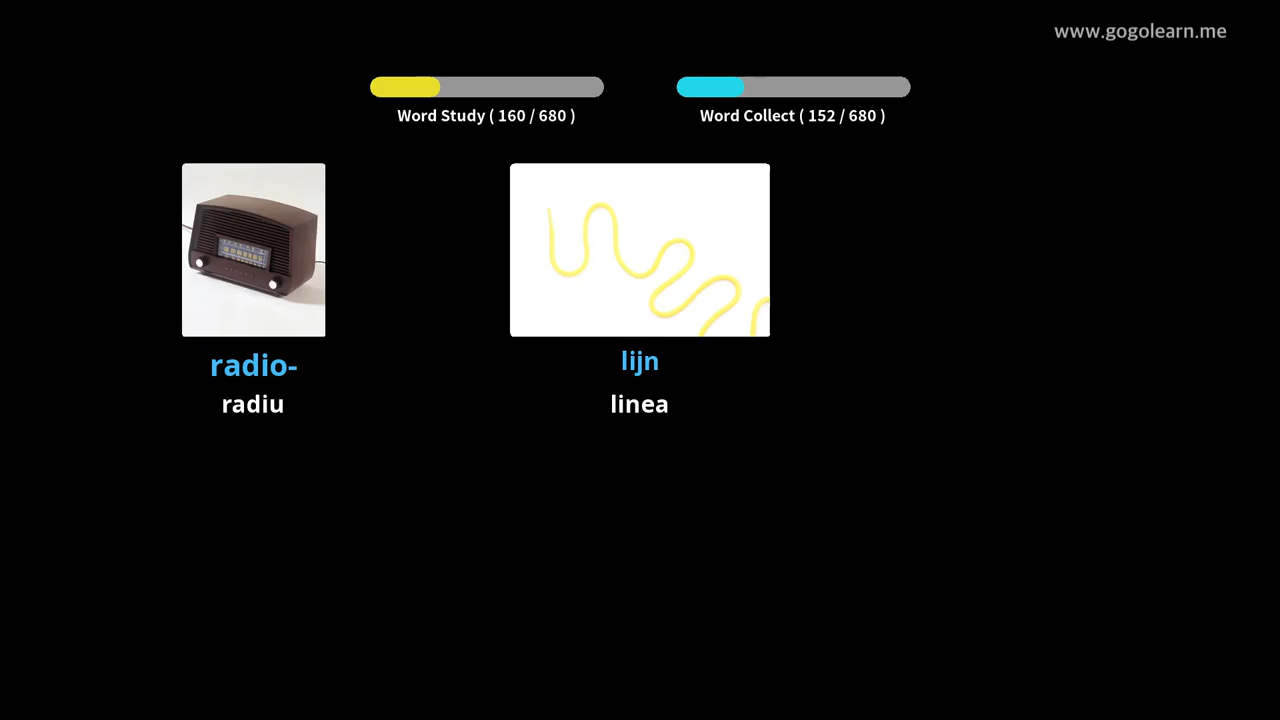 www.gogolearn.me
Word Study ( 160 / 680 )
Word Collect ( 152 / 680 )
radio-
radiu
lijn
linea